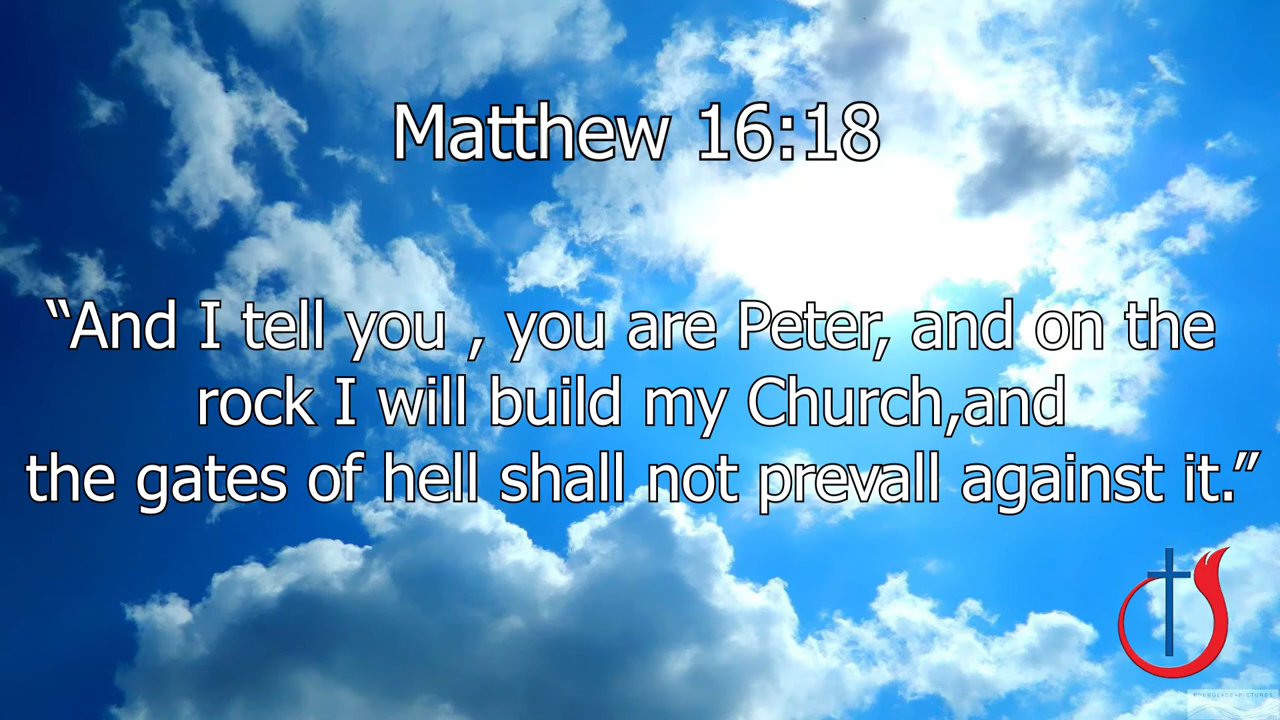 Matthew 16:18
“And I tell you , you are Peter, and on the
rock I will build my Church,and
the gates of hell shall not prevall against it.”